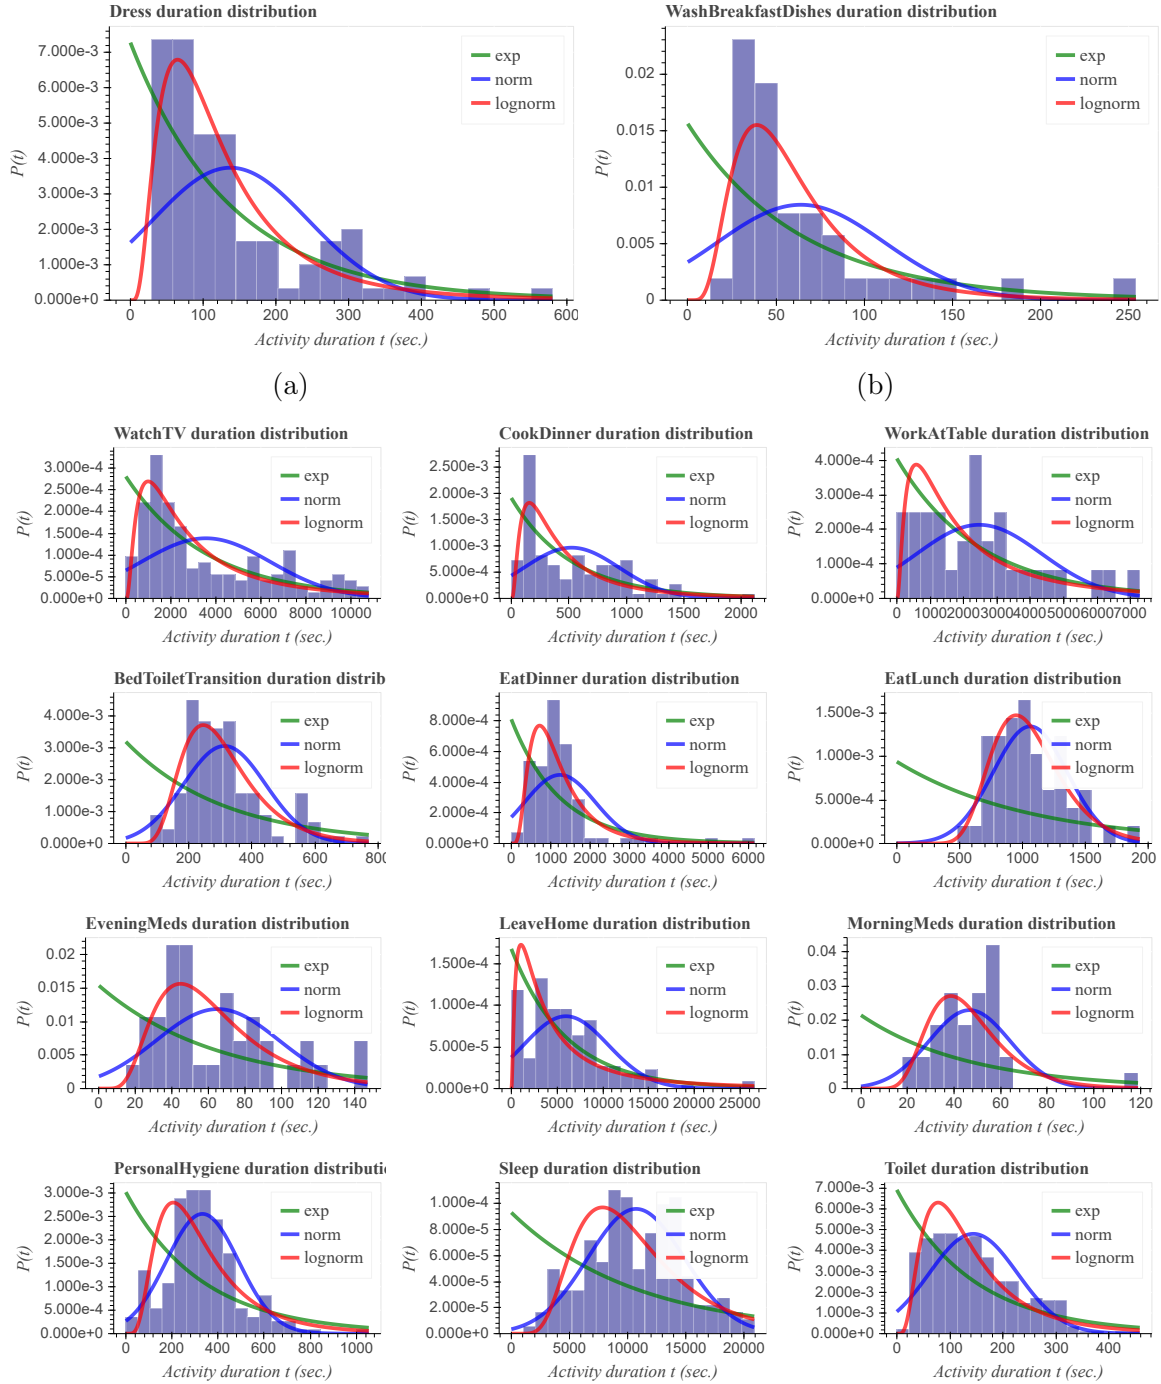 Dress duration distribution
7.000e-3
6.000e-3
5.000e-3
4.000e-3
3.000e-3
2.000e-3
1.000e-3
0.000e+0
P(t)
exp
norm
lognorm
0 100 200 300 400 500 600
Activity duration t (sec.)
(a)
WashBreakfastDishes duration distribution
0.02
0.015
0.01
0.005
0
P(t)
exp
norm
lognorm
0 50 100 150 200 250
Activity duration t (sec.)
(b)
WatchTV duration distribution
3.000e-4
2.500e-4
2.000e-4
1.500e-4
1.000e-4
5.000e-5
0.000e+0
P(t)
exp
norm
lognorm
0 2000 4000 6000 8000 10000
Activity duration t (sec.)
CookDinner duration distribution
2.500e-3
2.000e-3
1.500e-3
1.000e-3
5.000e-4
0.000e+0
P(t)
exp
norm
lognorm
0 500 1000 1500 2000
Activity duration t (sec.)
WorkAtTable duration distribution
4.000e-4
3.000e-4
2.000e-4
1.000e-4
0.000e+0
P(t)
exp
norm
lognorm
0 1000 2000 3000 4000 5000 6000 7000
Activity duration t (sec.)
BedToiletTransition duration distrib
4.000e-3
3.000e-3
2.000e-3
1.000e-3
0.000e+0
P(t)
exp
norm
lognorm
0 200 400 600 80
Activity duration t (sec.)
EatDinner duration distribution
8.000e-4
6.000e-4
4.000e-4
2.000e-4
0.000e+0
P(t)
exp
norm
lognorm
0 1000 2000 3000 4000 5000 6000
Activity duration t (sec.)
EatLunch duration distribution
1.500e-3
1.000e-3
5.000e-4
0.000e+0
P(t)
exp
norm
lognorm
0 500 1000 1500 200
Activity duration t (sec.)
EveningMeds duration distribution
0.02
0.015
0.01
0.005
0
P(t)
exp
norm
lognorm
0 20 40 60 80 100 120 140
Activity duration t (sec.)
LeaveHome duration distribution
1.500e-4
1.000e-4
5.000e-5
0.000e+0
P(t)
exp
norm
lognorm
0 5000 10000 15000 20000 25000
Activity duration t (sec.)
MorningMeds duration distribution
0.04
0.03
0.02
0.01
0
P(t)
exp
norm
lognorm
0 20 40 60 80 100 120
Activity duration t (sec.)
PersonalHygiene duration distributi
3.000e-3
2.500e-3
2.000e-3
1.500e-3
1.000e-3
5.000e-4
0.000e+0
P(t)
exp
norm
lognorm
0 200 400 600 800 1000
Activity duration t (sec.)
Sleep duration distribution
1.000e-4
8.000e-5
6.000e-5
4.000e-5
2.000e-5
0.000e+0
P(t)
exp
norm
lognorm
0 5000 10000 15000 20000
Activity duration t (sec.)
Toilet duration distribution
7.000e-3
6.000e-3
5.000e-3
4.000e-3
3.000e-3
2.000e-3
1.000e-3
0.000e+0
P(t)
exp
norm
lognorm
0 100 200 300 400
Activity duration t (sec.)